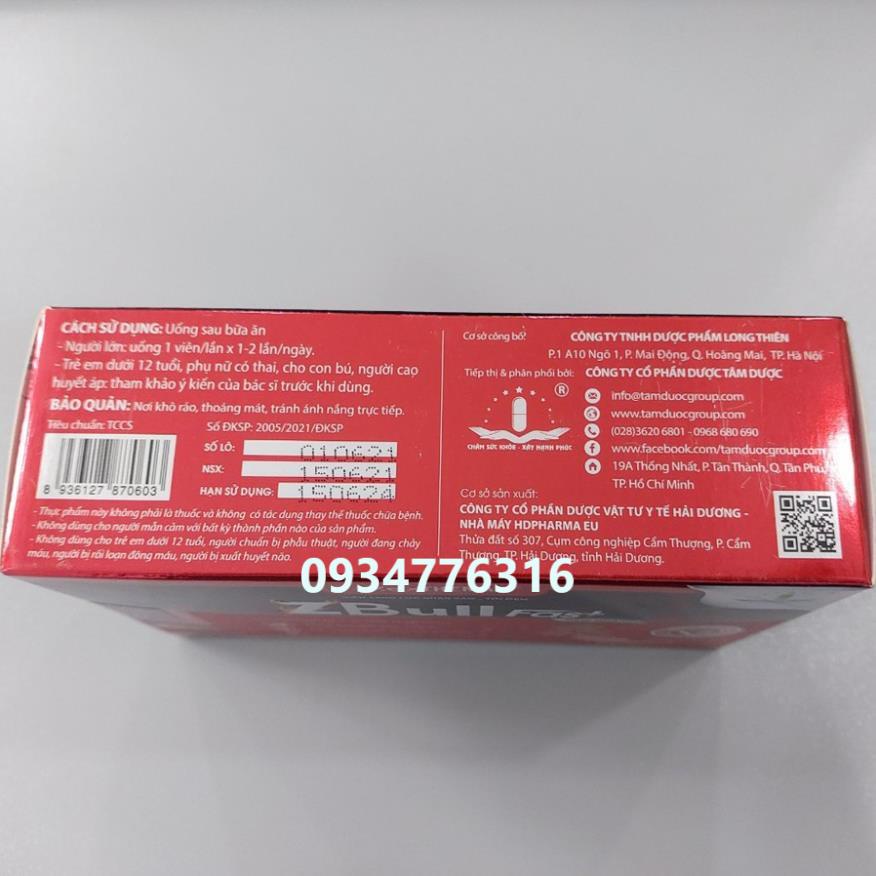 CÁCH SỬ DỤNG: Uống sau bữa ăn
- Người lớn: uống 1 viên/lần x 1-2 lần/ngày.
- Trẻ em dưới 12 tuổi, phụ nữ có thai, cho con bú, người cao
huyết áp: tham khảo ý kiến của bác sĩ trước khi dùng.
BẢO QUẢN: Nơi khô ráo, thoáng mát, tránh ánh nắng trực tiếp.
Tiêu chuẩn: TCCS Số ĐKSP: 2005/2021/ĐKSP
SỐ LÔ: 010621
NSX: 150621
HẠN SỬ DỤNG: 150624
8 936127 870603
- Thực phẩm này không phải là thuốc và không có tác dụng thay thế thuốc chữa bệnh.
- Không dùng cho người mẫn cảm với bất kỳ thành phần nào của sản phẩm.
- Không dùng cho trẻ em dưới 12 tuổi, người chuẩn bị phẫu thuật, người đang chảy
máu, người bị rối loạn đông máu, người bị xuất huyết não.
Cơ sở công bố: CÔNG TY TNHH DƯỢC PHẨM LONG THIÊN
P.1 A10 Ngõ 1, P. Mai Động, Q. Hoàng Mai, TP. Hà Nội
Tiếp thị & phân phối bởi: CÔNG TY CỔ PHẦN DƯỢC TÂM DƯỢC
®
CHĂM SỨC KHỎE - XÂY HẠNH PHÚC
info@tamduocgroup.com
www.tamduocgroup.com
(028)3620 6801 - 0968 680 690
www.facebook.com/tamduocgroup.com
19A Thống Nhất, P. Tân Thành, Q. Tân Phú,
TP. Hồ Chí Minh
Cơ sở sản xuất:
CÔNG TY CỔ PHẦN DƯỢC VẬT TƯ Y TẾ HẢI DƯƠNG -
NHÀ MÁY HDPHARMA EU
Thửa đất số 307, Cụm công nghiệp Cẩm Thượng, P. Cẩm
Thượng, TP. Hải Dương, tỉnh Hải Dương.
0934776316
ZBull Fast